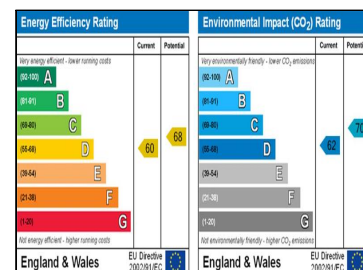 Energy Efficiency Rating
Current Potential
Very energy efficient - lower running costs
(92-100) A
(81-91) B
(69-80) C
(55-68) D
(39-54) E
(21-38) F
(1-20) G
60
68
Not energy efficient - higher running costs
England & Wales
EU Directive
2002/91/EC
Environmental Impact (CO2) Rating
Current Potential
Very environmentally friendly - lower CO2 emissions
(92-100) A
(81-91) B
(69-80) C
(55-68) D
(39-54) E
(21-38) F
(1-20) G
62
70
Not environmentally friendly - higher CO2 emissions
England & Wales
EU Directive
2002/91/EC